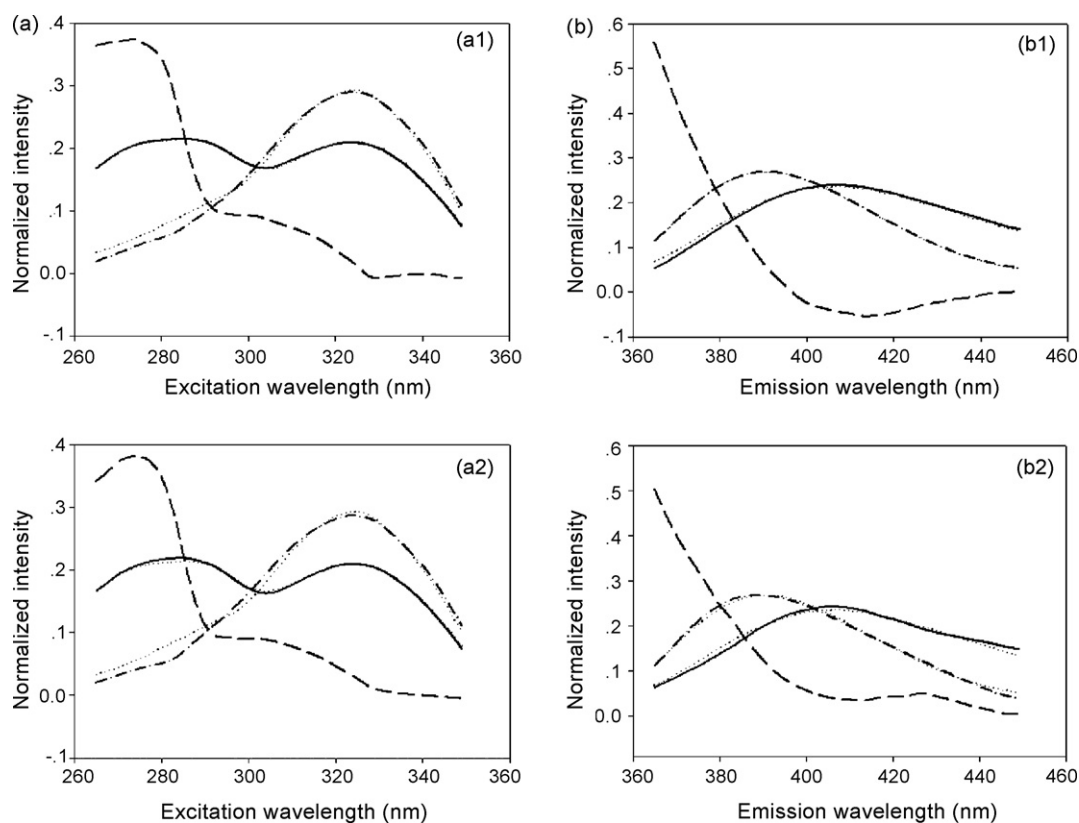 (a)
(a1)
.4
.3
.2
.1
0.0
-.1
Normalized intensity
260 280 300 320 340 360
Excitation wavelength (nm)
(b)
(b1)
.6
.5
.4
.3
.2
.1
0.0
-.1
Normalized intensity
360 380 400 420 440 460
Emission wavelength (nm)
(a2)
.4
.3
.2
.1
0.0
-.1
Normalized intensity
260 280 300 320 340 360
Excitation wavelength (nm)
(b2)
.6
.5
.4
.3
.2
.1
0.0
Normalized intensity
360 380 400 420 440 460
Emission wavelength (nm)